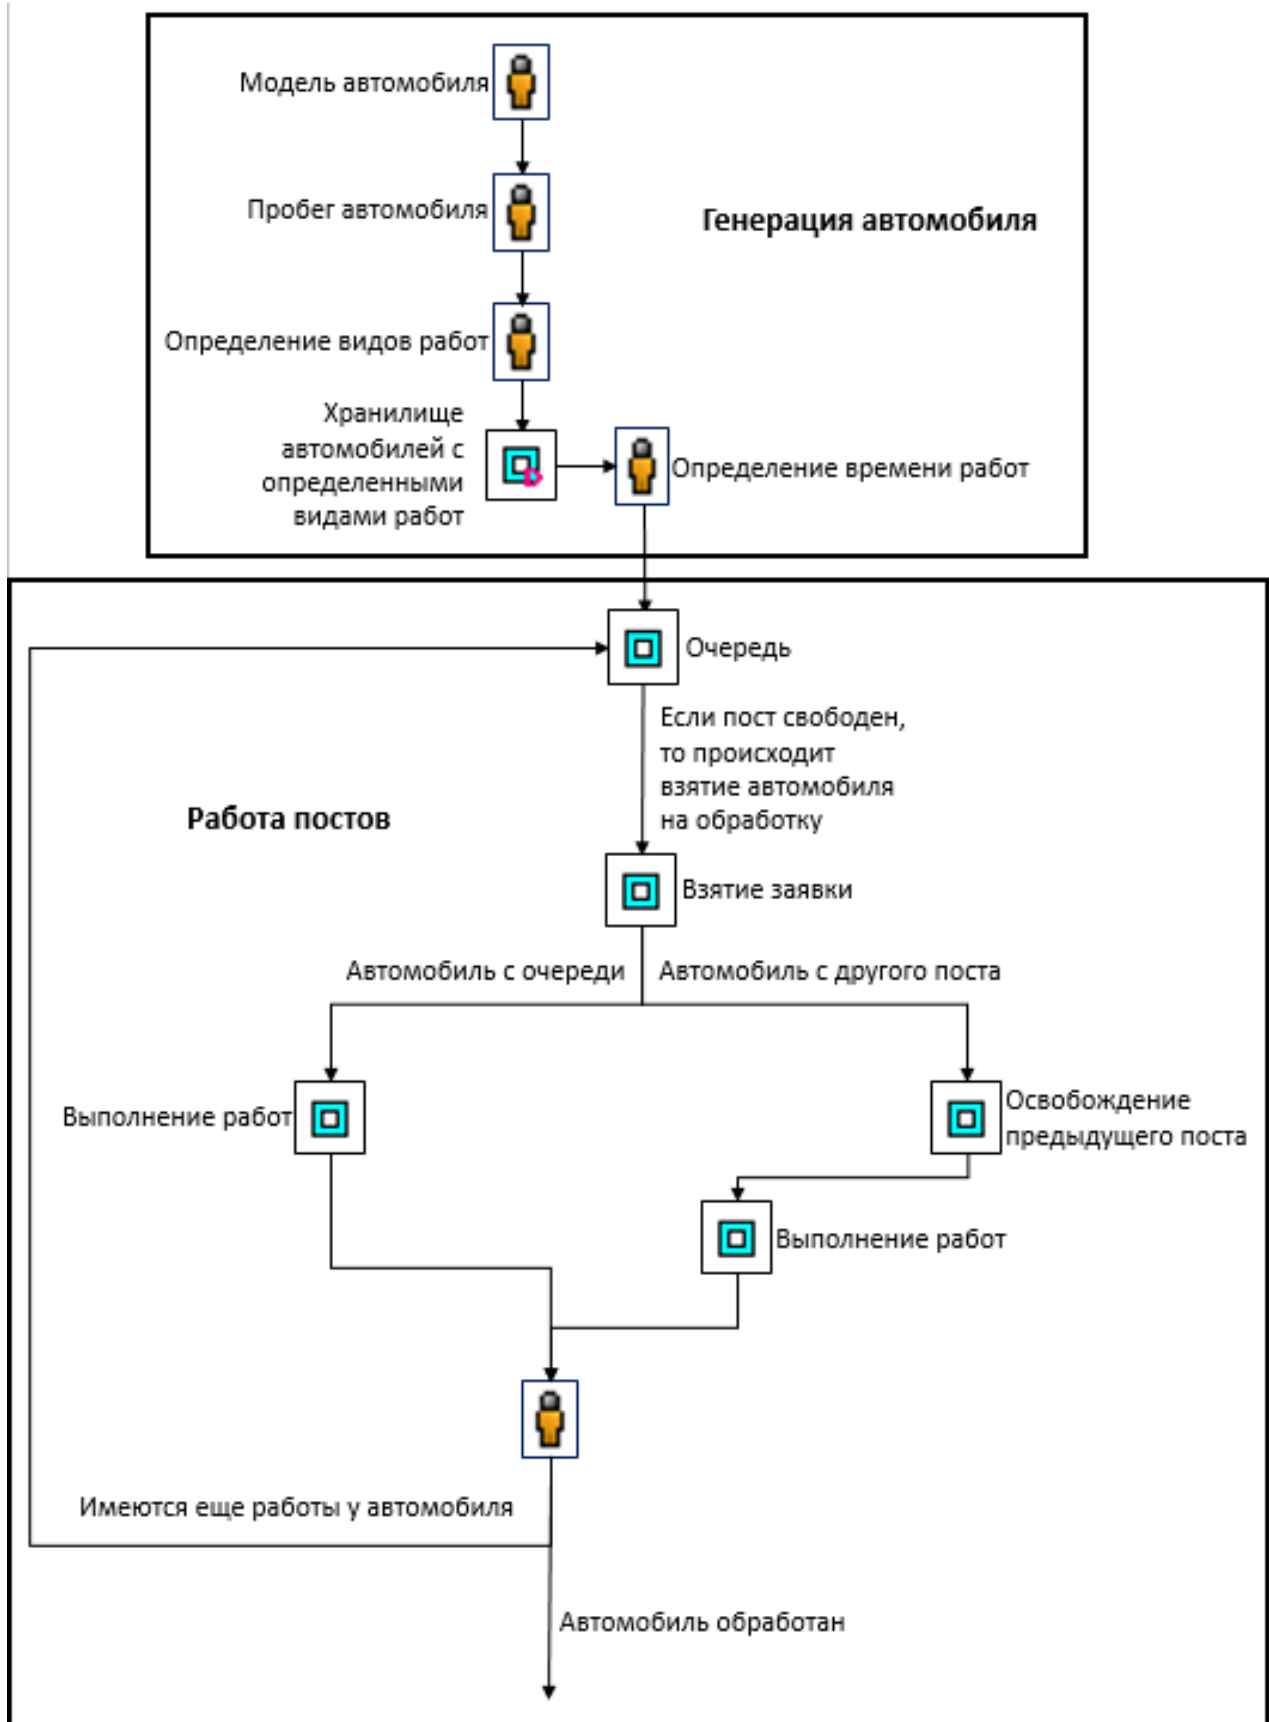 Модель автомобиля
Пробег автомобиля
Генерация автомобиля
Определение видов работ
Хранилище
автомобилей с
определенными
видами работ
Определение времени работ
Очередь
Если пост свободен,
то происходит
взятие автомобиля
на обработку
Работа постов
Взятие заявки
Автомобиль с очереди
Автомобиль с другого поста
Выполнение работ
Освобождение
предыдущего поста
Выполнение работ
Имеются еще работы у автомобиля
Автомобиль обработан